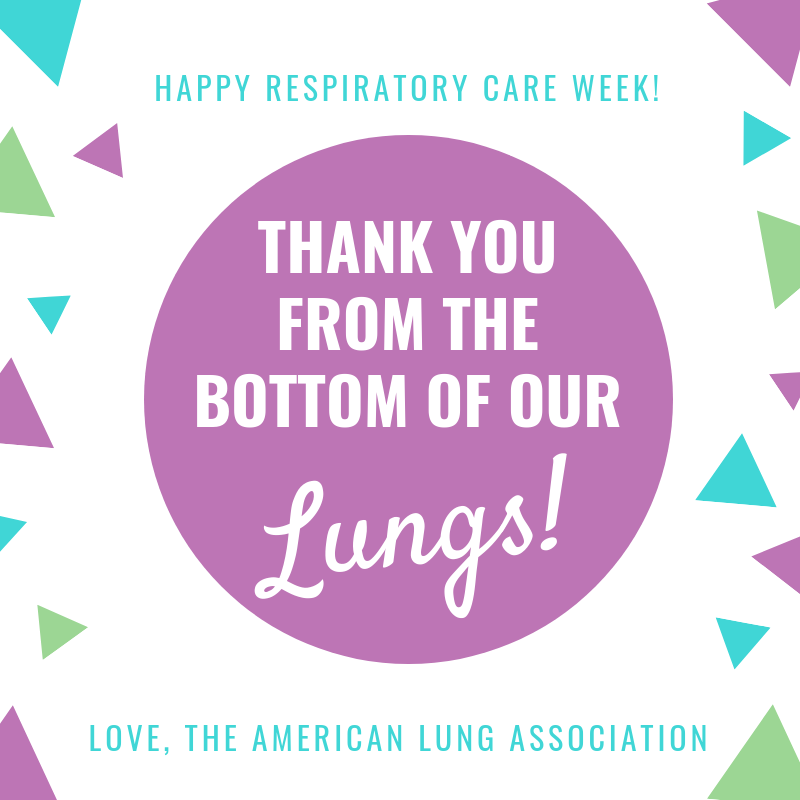 HAPPY RESPIRATORY CARE WEEK!
THANK YOU
FROM THE
BOTTOM OF OUR
Lungs!
LOVE, THE AMERICAN LUNG ASSOCIATION